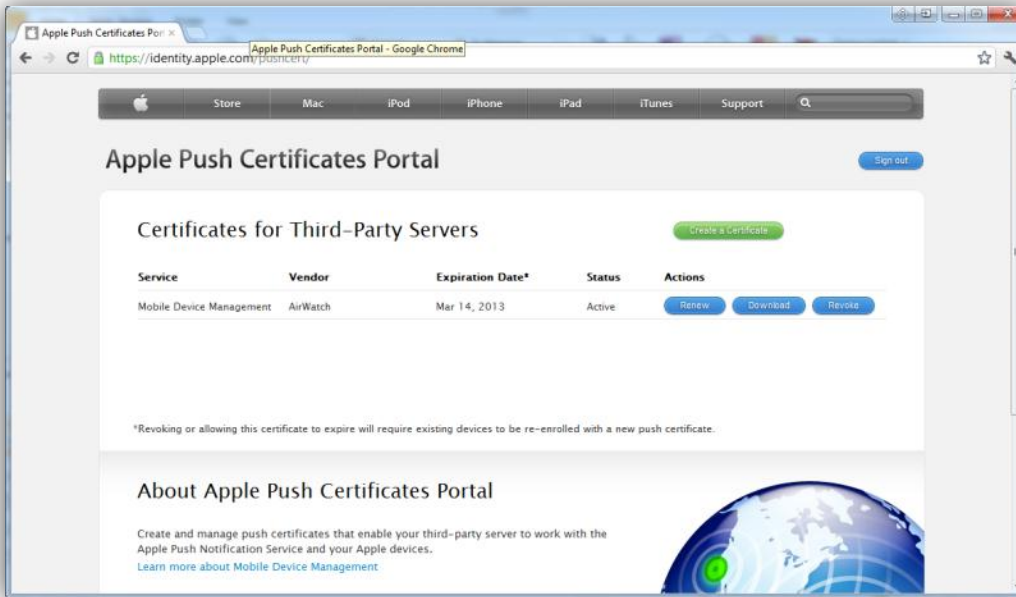 Apple Push Certificates Port
Apple Push Certificates Portal - Google Chrome
https://identity.apple.com/pushcert/
Store Mac iPod iPhone iPad iTunes Support
Apple Push Certificates Portal
Sign out
Certificates for Third-Party Servers
Create a Certificate
Service Vendor Expiration Date* Status Actions
Mobile Device Management AirWatch Mar 14, 2013 Active Renew Download Revoke
*Revoking or allowing this certificate to expire will require existing devices to be re-enrolled with a new push certificate.
About Apple Push Certificates Portal
Create and manage push certificates that enable your third-party server to work with the
Apple Push Notification Service and your Apple devices.
Learn more about Mobile Device Management